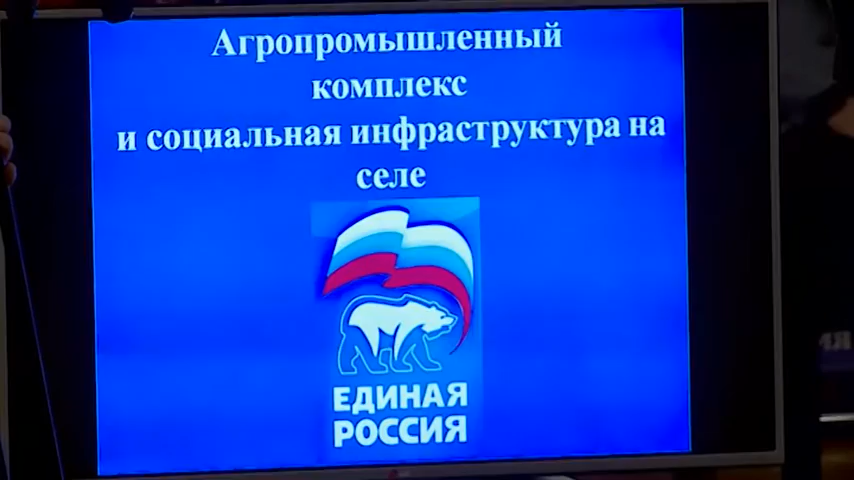 Агропромышленный
комплекс
и социальная инфраструктура на
селе
ЕДИНАЯ
РОССИЯ